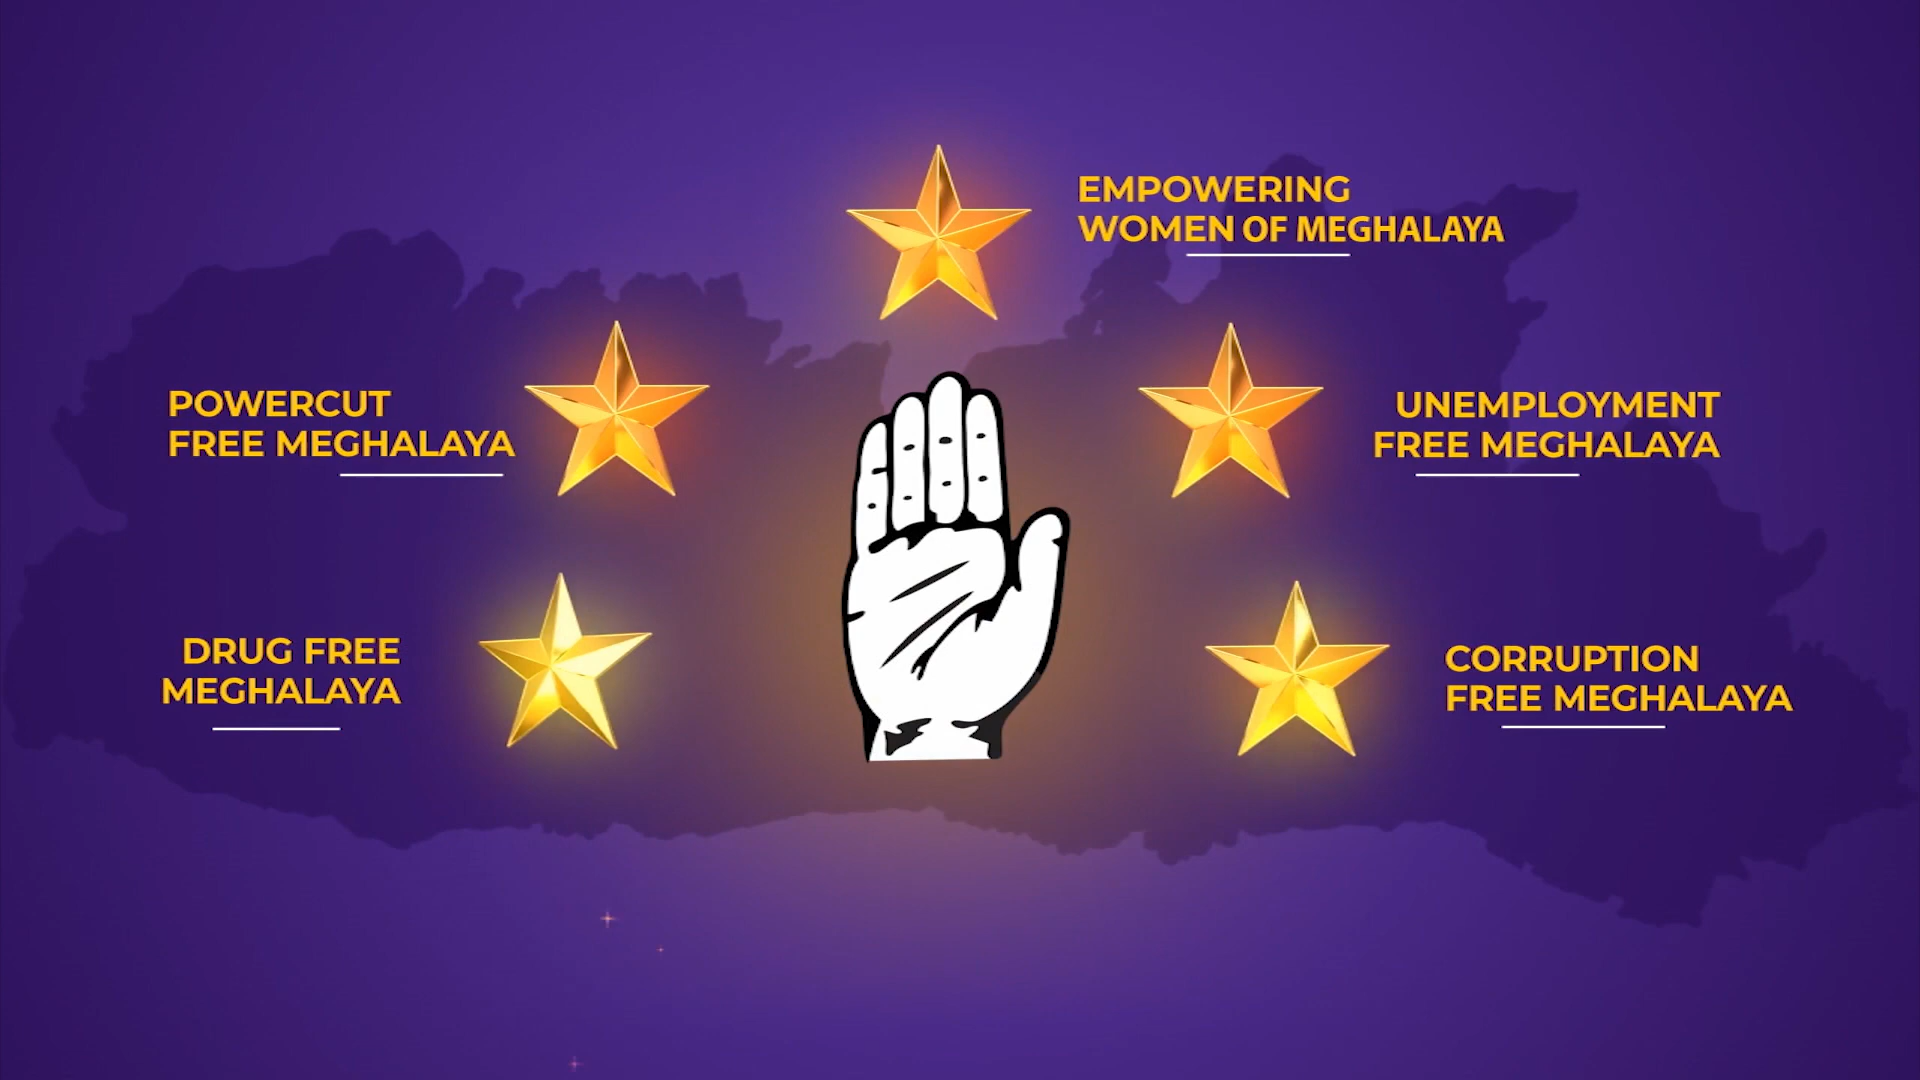 EMPOWERING
WOMEN OF MEGHALAYA
POWERCUT
FREE MEGHALAYA
UNEMPLOYMENT
FREE MEGHALAYA
DRUG FREE
MEGHALAYA
CORRUPTION
FREE MEGHALAYA